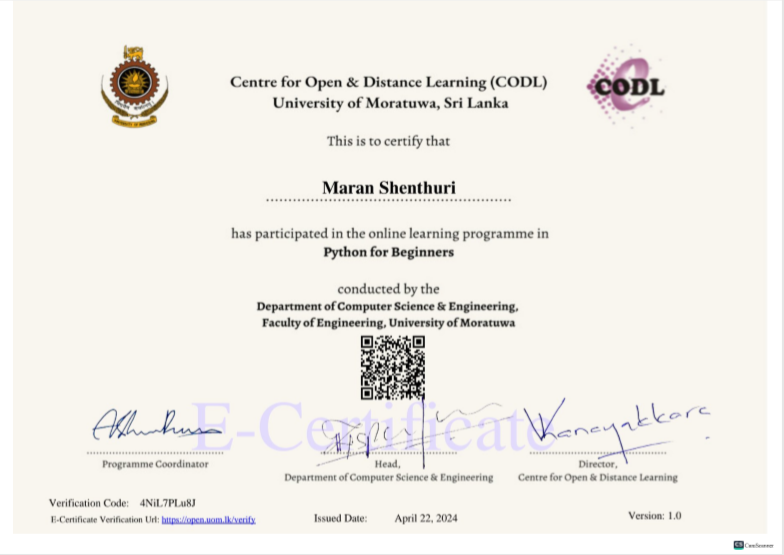 Centre for Open & Distance Learning (CODL)
University of Moratuwa, Sri Lanka
CODL
This is to certify that
Maran Shenthuri
has participated in the online learning programme in
Python for Beginners
conducted by the
Department of Computer Science & Engineering,
Faculty of Engineering, University of Moratuwa
E-Certificate
Programme Coordinator
Head,
Department of Computer Science & Engineering
Director,
Centre for Open & Distance Learning
Verification Code: 4NiL7PLu8J
E-Certificate Verification Url: https://open.uom.lk/verify
Issued Date: April 22, 2024
Version: 1.0
CS CamScanner